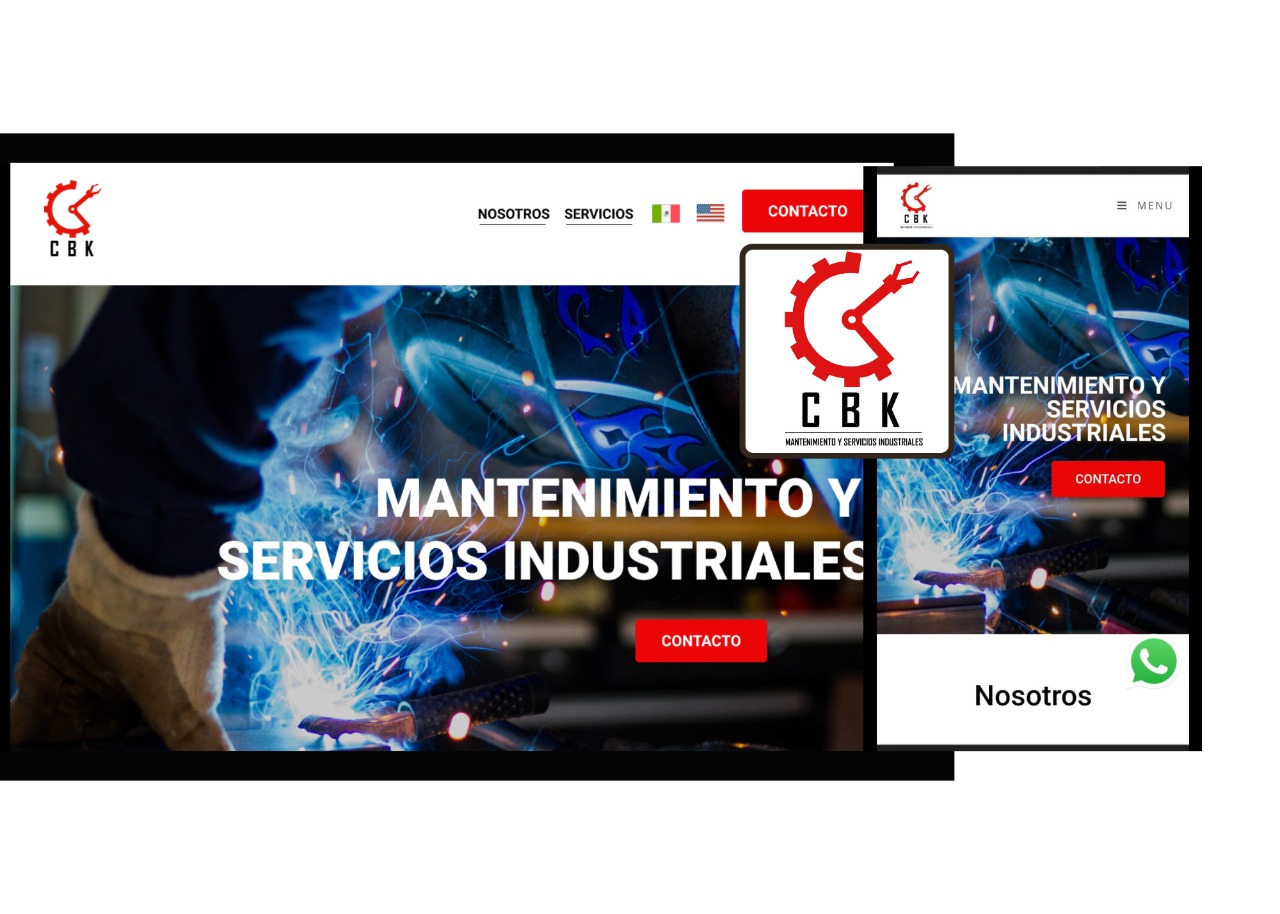 CBK
NOSOTROS SERVICIOS CONTACTO
MANTENIMIENTO Y
SERVICIOS INDUSTRIALES
CONTACTO
CBK
MANTENIMIENTO Y SERVICIOS INDUSTRIALES
CBK
MENU
MANTENIMIENTO Y
SERVICIOS
INDUSTRIALES
CONTACTO
Nosotros